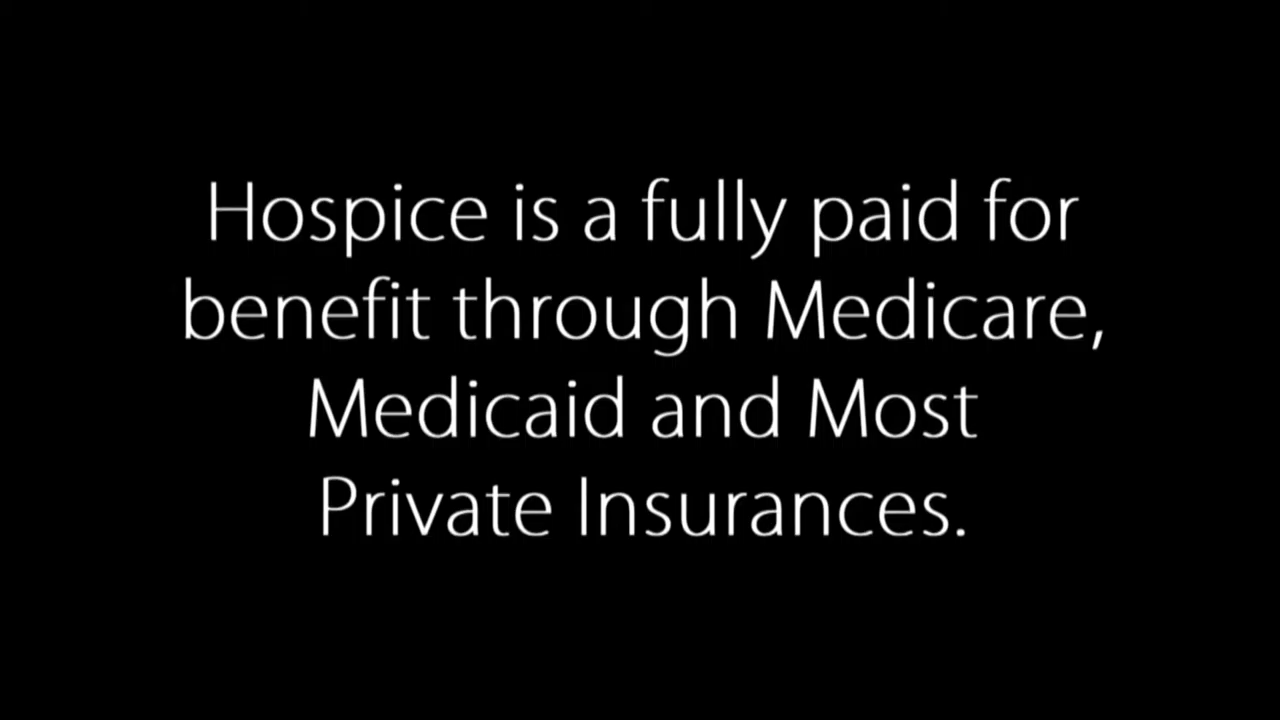 Hospice is a fully paid for
benefit through Medicare,
Medicaid and Most
Private Insurances.